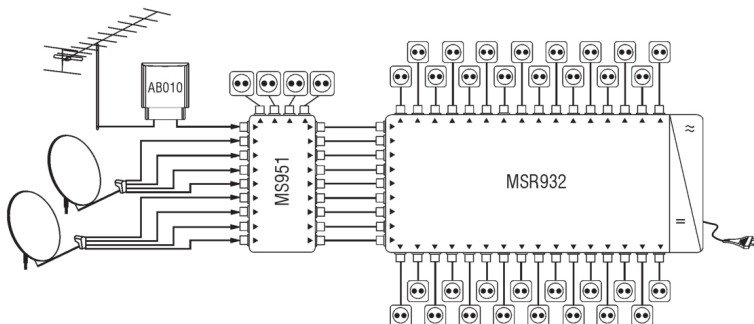 AB010
MS951
MSR932
≈
=